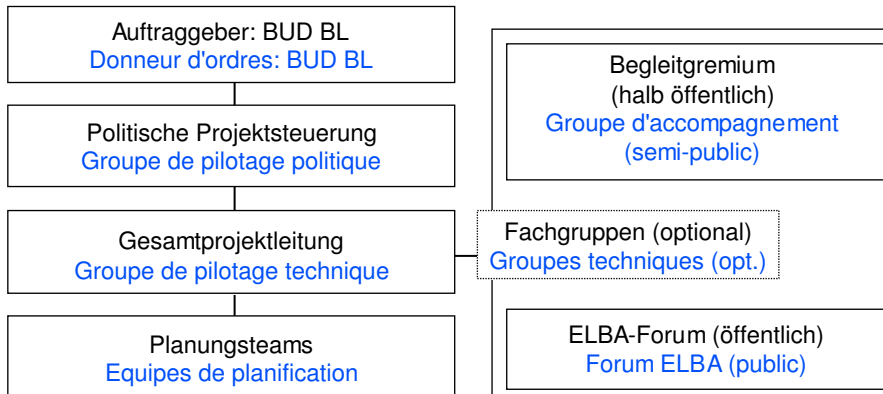 Auftraggeber: BUD BL
Donneur d'ordres: BUD BL
Politische Projektsteuerung
Groupe de pilotage politique
Gesamtprojektleitung
Groupe de pilotage technique
Planungsteams
Equipes de planification
Begleitgremium
(halb öffentlich)
Groupe d'accompagnement
(semi-public)
Fachgruppen (optional)
Groupes techniques (opt.)
ELBA-Forum (öffentlich)
Forum ELBA (public)